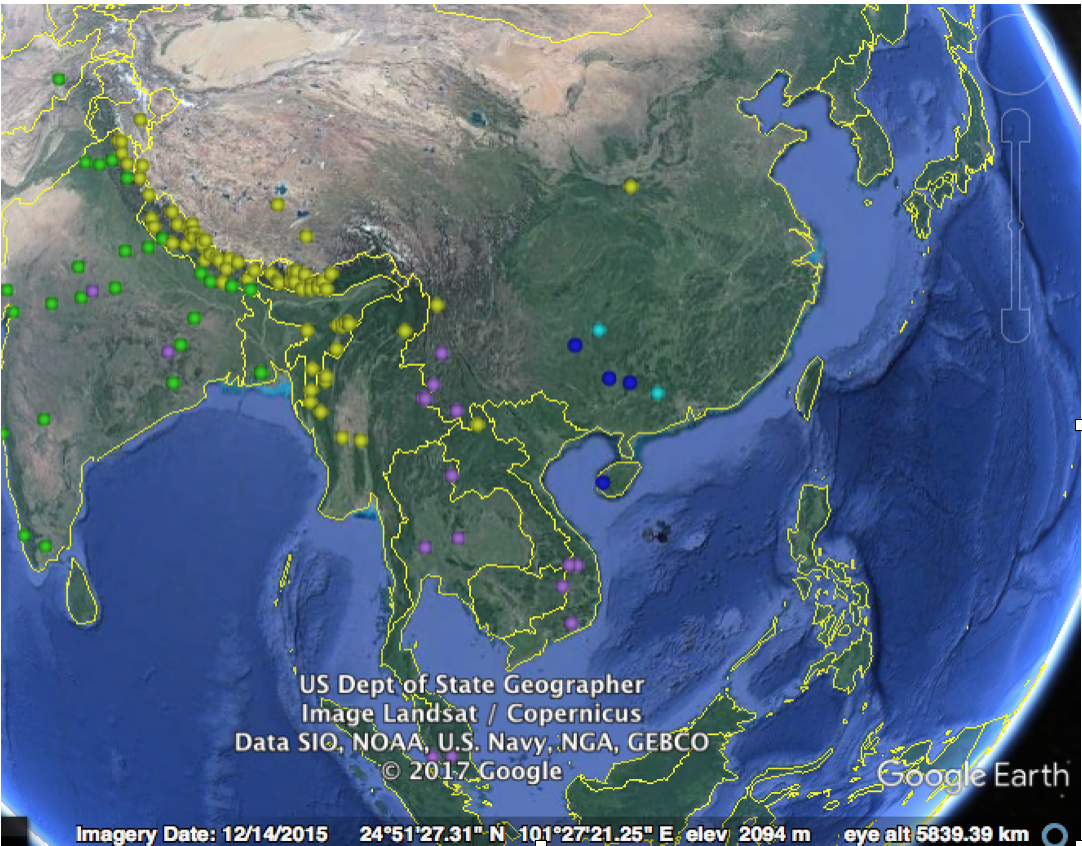 US Dept of State Geographer
Image Landsat / Copernicus
Data SIO, NOAA, U.S. Navy, NGA, GEBCO
© 2017 Google
Google Earth
Imagery Date: 12/14/2015 24°51'27.31" N 101°27'21.25" E elev 2094 m eye alt 5839.39 km